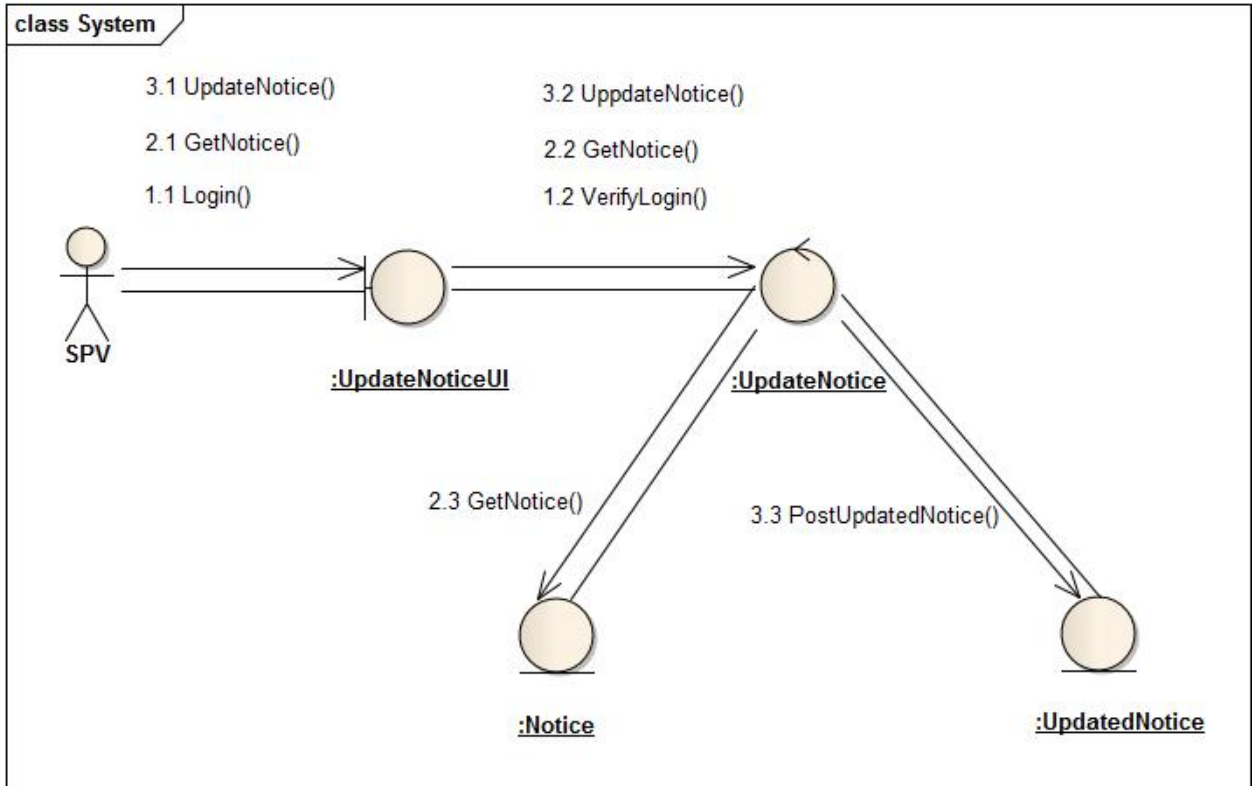 class System
3.1 UpdateNotice()
2.1 GetNotice()
1.1 Login()
3.2 UppdateNotice()
2.2 GetNotice()
1.2 VerifyLogin()
SPV
:UpdateNoticeUI
:UpdateNotice
2.3 GetNotice()
3.3 PostUpdatedNotice()
:Notice
:UpdatedNotice